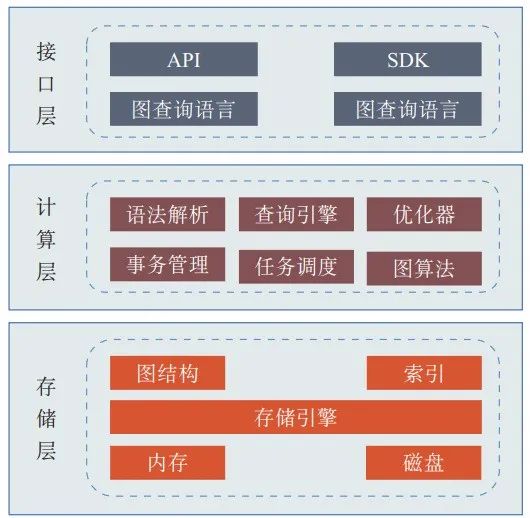 接口层
API
SDK
图查询语言
图查询语言
计算层
语法解析
查询引擎
优化器
事务管理
任务调度
图算法
存储层
图结构
索引
存储引擎
内存
磁盘